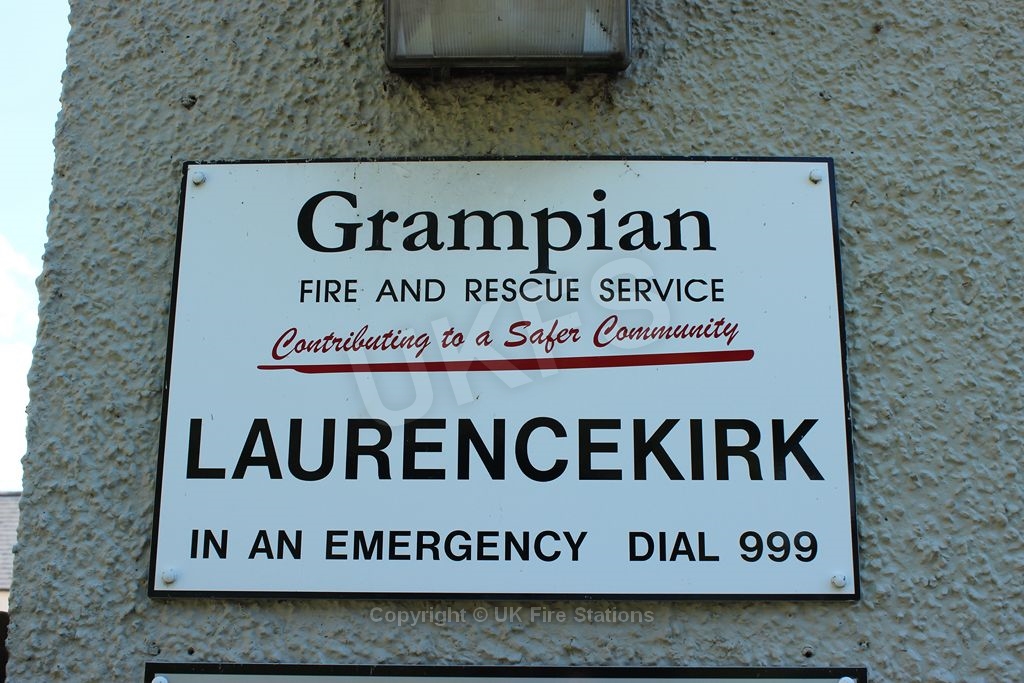 Grampian
FIRE AND RESCUE SERVICE
Contributing to a Safer Community
UKFS
LAURENCEKIRK
IN AN EMERGENCY DIAL 999
Copyright © UK Fire Stations